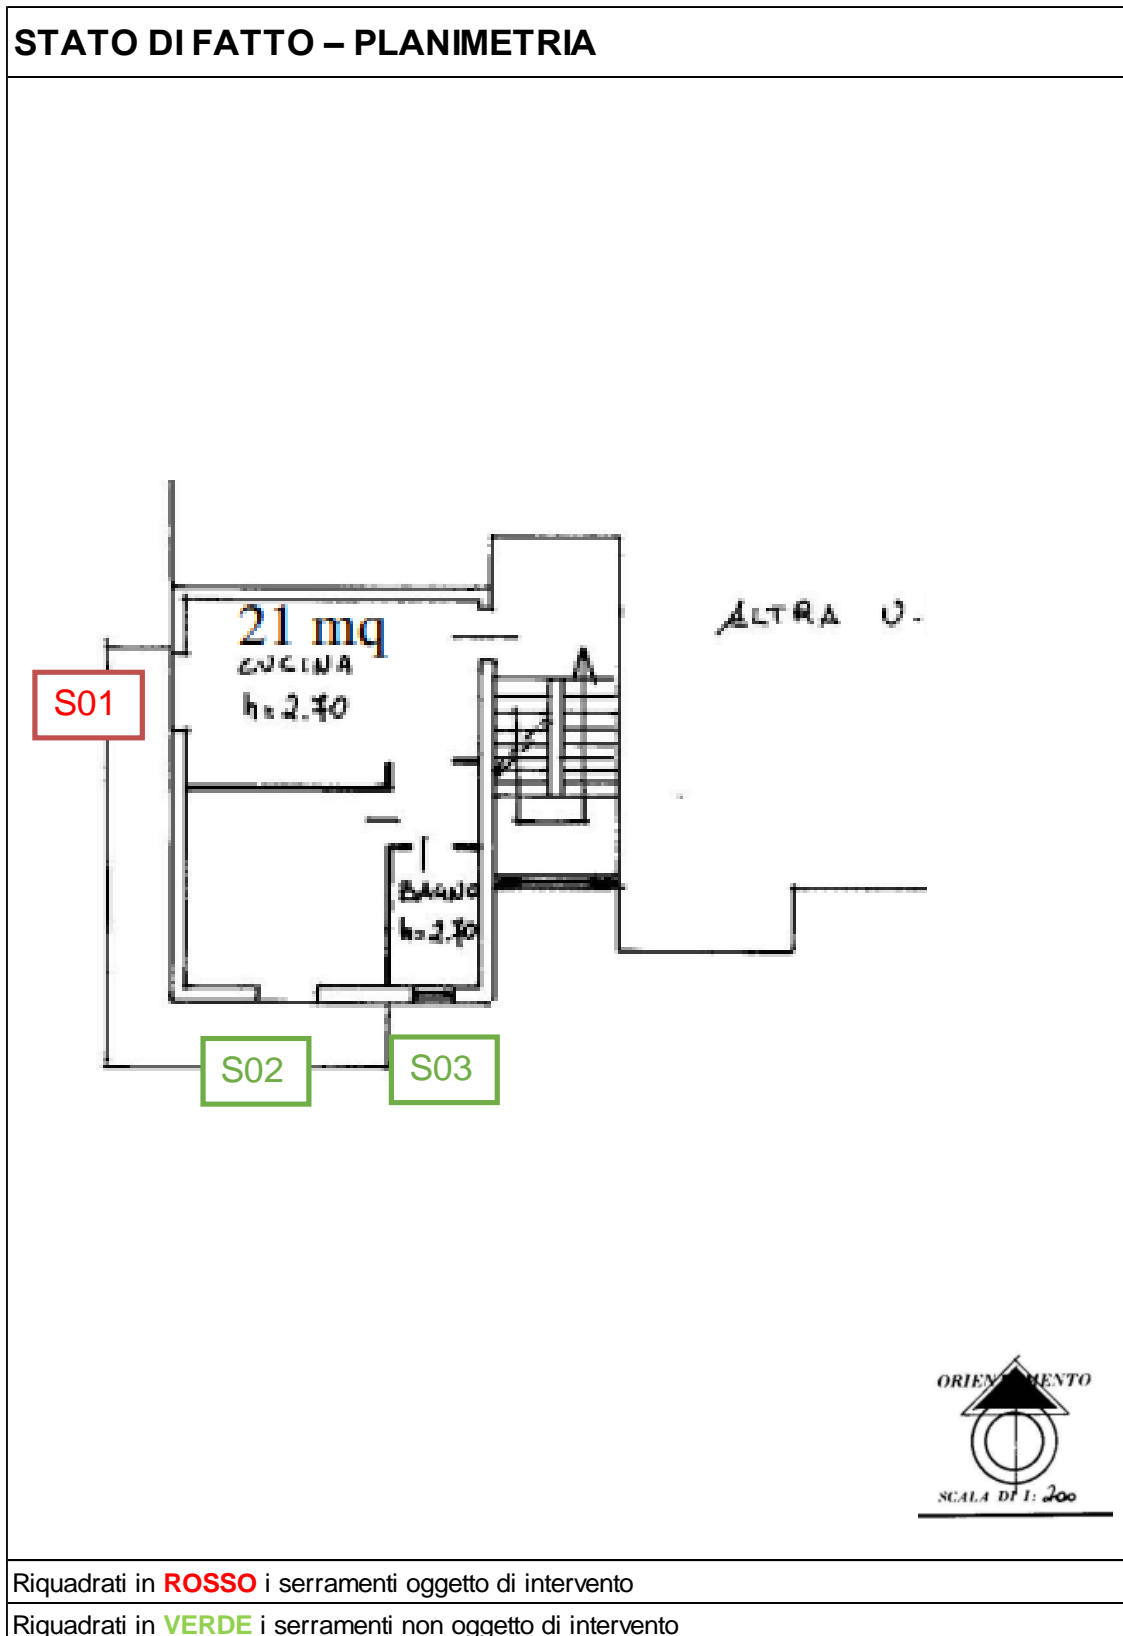 STATO DI FATTO – PLANIMETRIA
21 mq
CUCINA
h=2.70
ALTRA U.
S01
BAGNO
h=2.70
S02
S03
ORIENTAMENTO
SCALA DI 1: 200
Riquadrati in ROSSO i serramenti oggetto di intervento
Riquadrati in VERDE i serramenti non oggetto di intervento